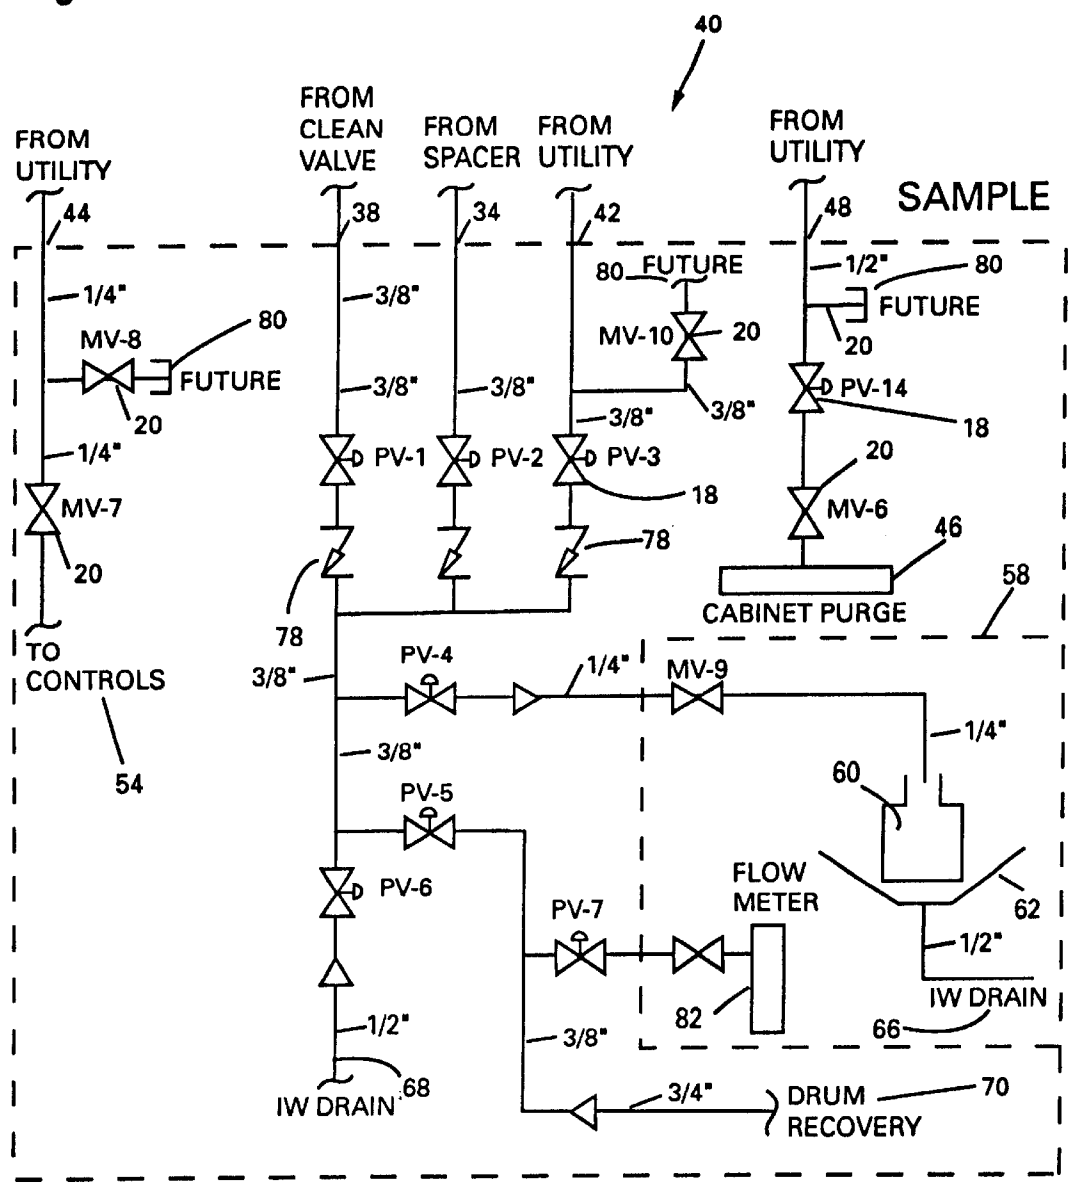 40
FROM
UTILITY
FROM
CLEAN
VALVE
FROM
SPACER
FROM
UTILITY
FROM
UTILITY
SAMPLE
44
38
34
42
48
1/4"
3/8"
80 FUTURE
1/2"
80
FUTURE
MV-8
80
MV-10
20
20
FUTURE
20
3/8"
3/8"
3/8"
3/8"
PV-14
18
1/4"
PV-1
PV-2
PV-3
18
20
MV-7
MV-6
20
78
78
46
CABINET PURGE
58
TO
CONTROLS
54
3/8"
PV-4
1/4"
MV-9
3/8"
1/4"
PV-5
60
PV-6
FLOW
METER
62
PV-7
1/2"
IW DRAIN
66
82
1/2"
3/8"
68
IW DRAIN
3/4"
DRUM
RECOVERY
70